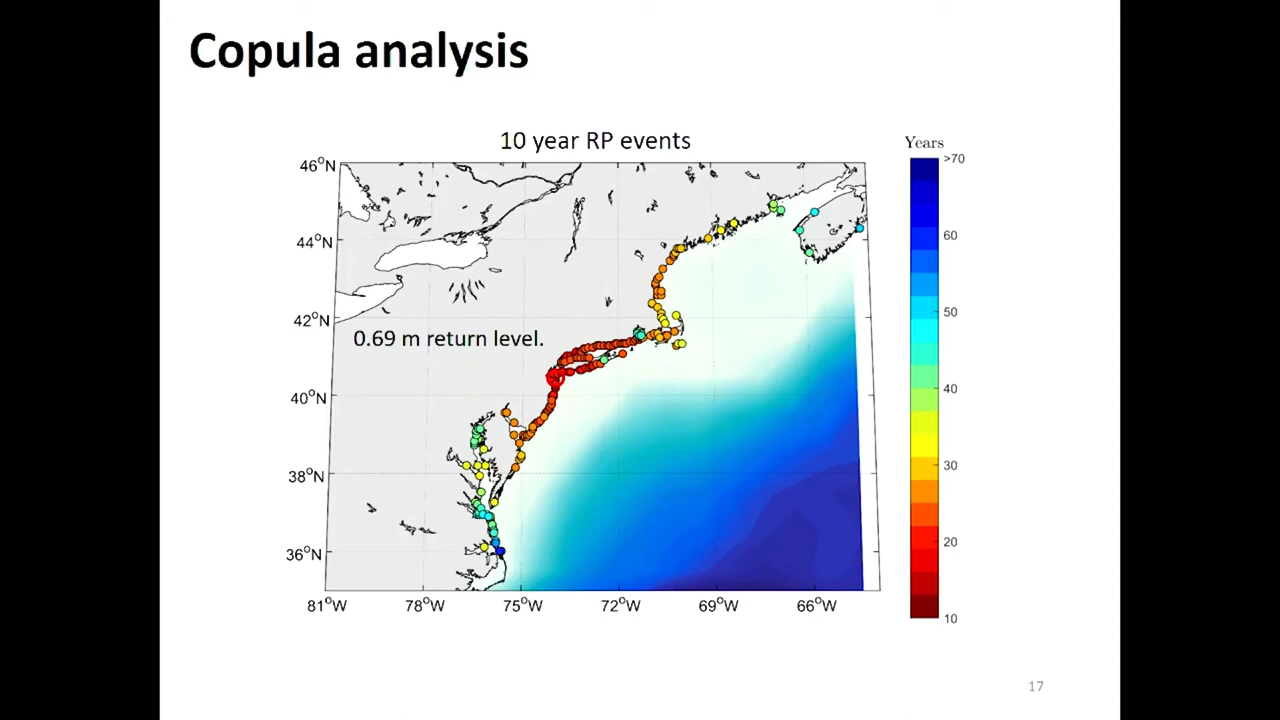 Copula analysis
10 year RP events
Years
46°N
44°N
42°N
40°N
38°N
36°N
0.69 m return level.
81°W
78°W
75°W
72°W
69°W
66°W
>70
60
50
40
30
20
10
17